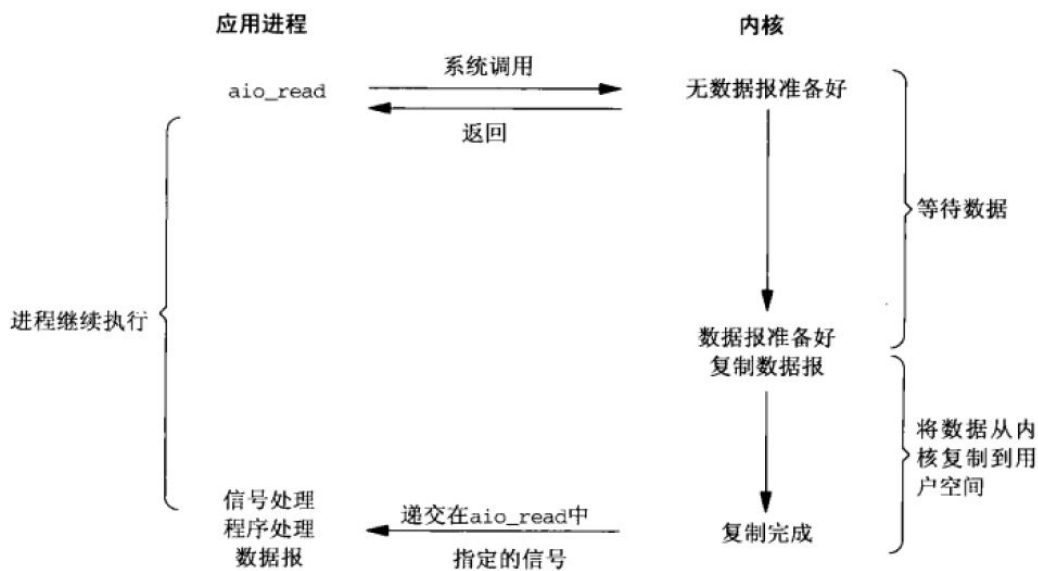 应用进程
内核
系统调用
aio_read
无数据报准备好
返回
等待数据
进程继续执行
数据报准备好
复制数据报
将数据从内
核复制到用
户空间
信号处理
程序处理
数据报
递交在aio_read中
指定的信号
复制完成